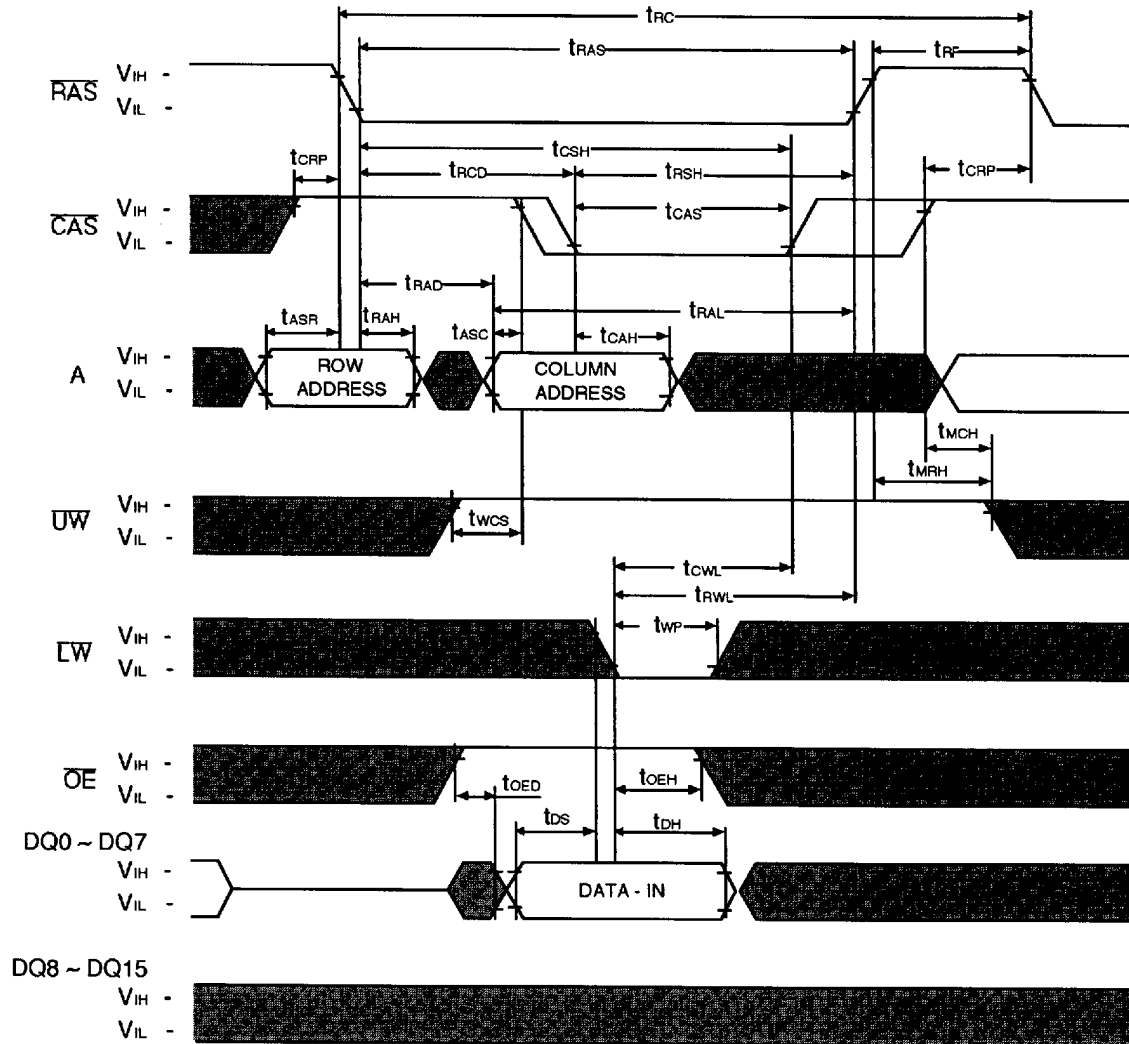 tRC
tRAS
tRF
RAS
VIH -
VIL -
tCSH
tCRP
tRCD
tRSH
tCRP
CAS
VIH -
VIL -
tCAS
tRAD
tRAL
tASR
tRAH
tASC
tCAH
A
VIH -
VIL -
ROW
ADDRESS
COLUMN
ADDRESS
tMCH
tMRH
UW
VIH -
VIL -
tWCS
tCWL
tRWL
LW
VIH -
VIL -
tWP
OE
VIH -
VIL -
tOED
tOEH
tDS
tDH
DQ0 ~ DQ7
VIH -
VIL -
DATA - IN
DQ8 ~ DQ15
VIH -
VIL -